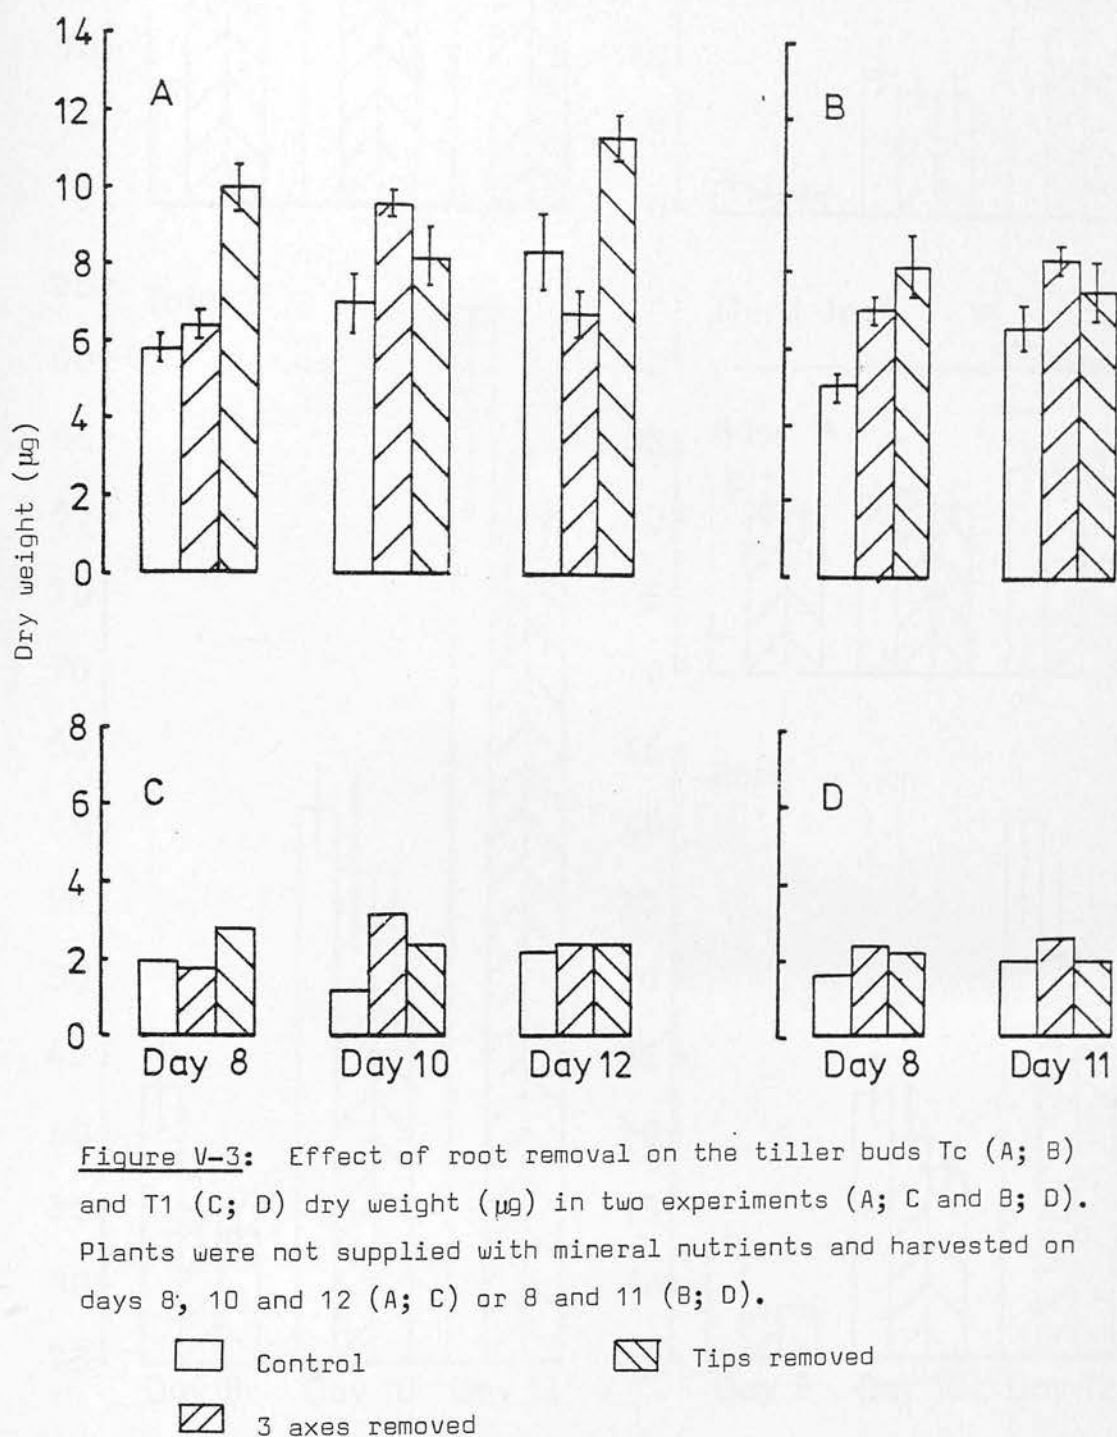 14
A
B
12
10
8
6
4
2
0
Dry weight (µg)
8
C
D
6
4
2
0
Day 8 Day 10 Day 12 Day 8 Day 11
Figure V-3: Effect of root removal on the tiller buds Tc (A; B)
and T1 (C; D) dry weight (µg) in two experiments (A; C and B; D).
Plants were not supplied with mineral nutrients and harvested on
days 8, 10 and 12 (A; C) or 8 and 11 (B; D).
Control
Tips removed
3 axes removed